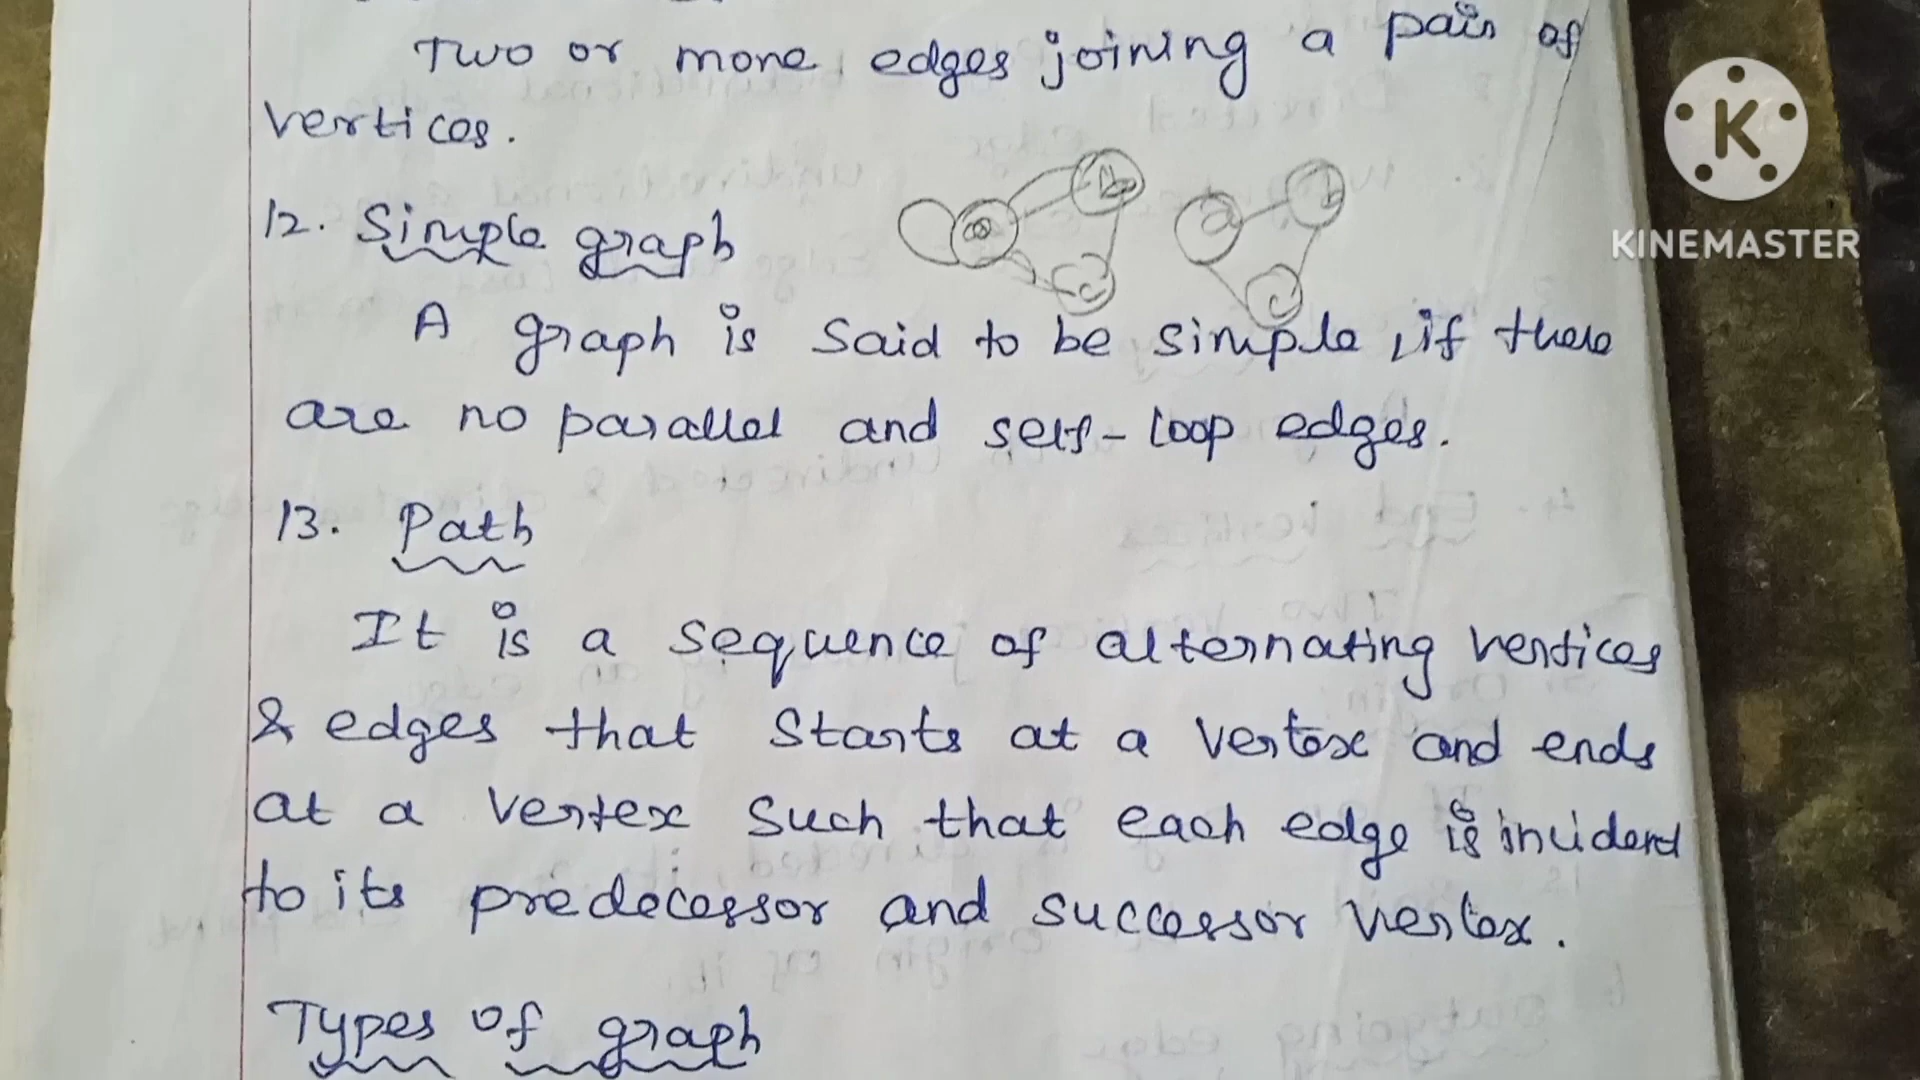 Two or more edges joining a pair of
vertices.
12. Simple graph
a b c
a b c
A graph is said to be simple, if there
are no parallel and self-loop edges.
13. Path
It is a sequence of alternating vertices
& edges that starts at a vertex and ends
at a vertex such that each edge is incident
to its predecessor and successor vertex.
Types of graph
K
KINEMASTER